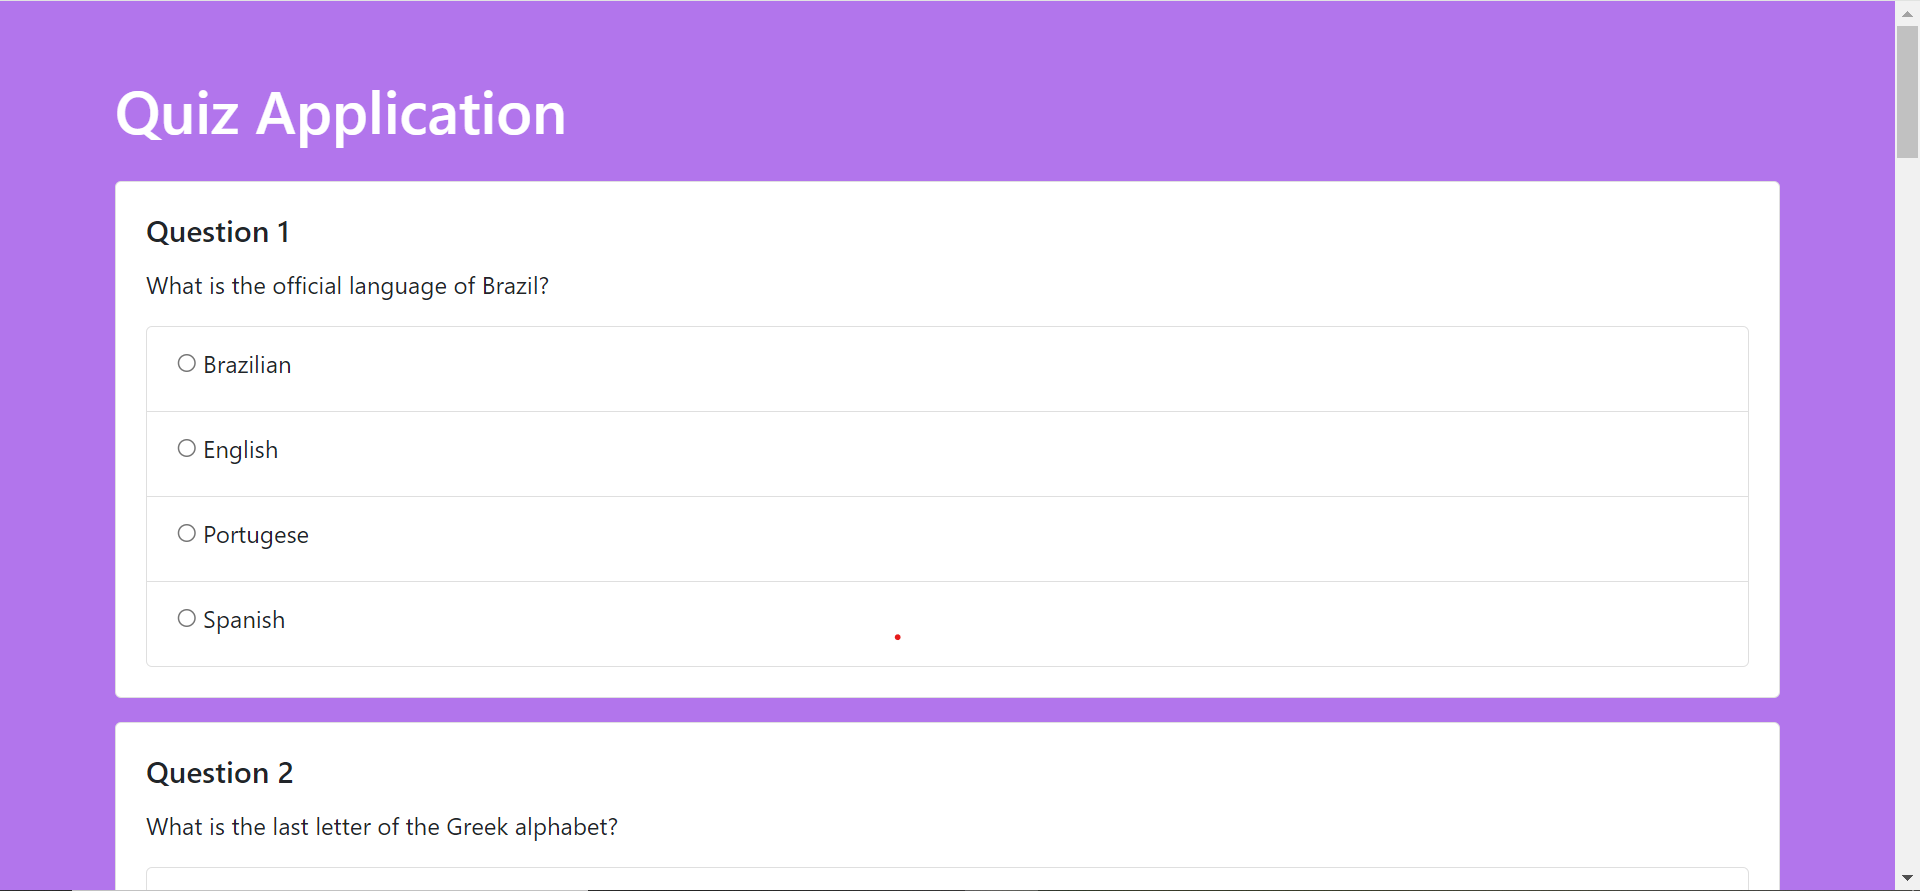 Quiz Application
Question 1
What is the official language of Brazil?
Brazilian
English
Portugese
Spanish
Question 2
What is the last letter of the Greek alphabet?